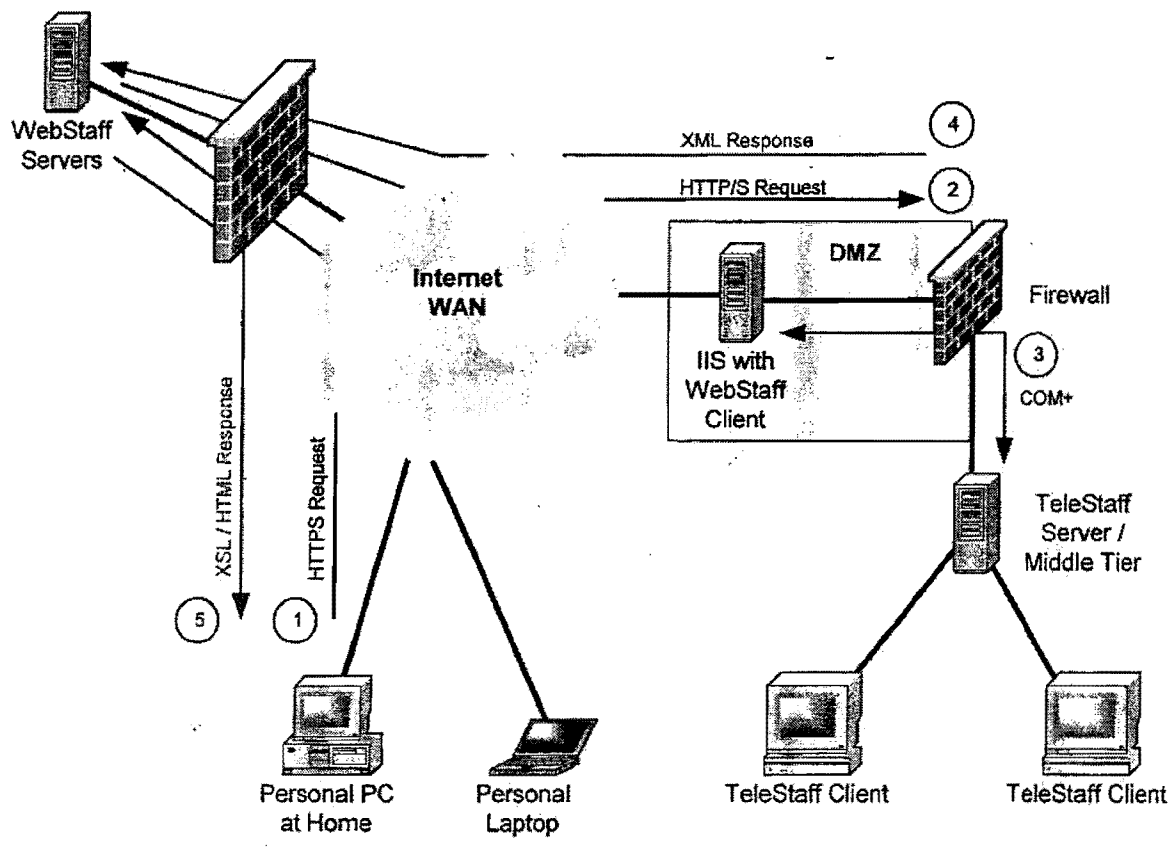 WebStaff
Servers
XML Response
4
HTTP/S Request
2
DMZ
Internet
WAN
Firewall
IIS with
WebStaff
Client
3
COM+
XSL / HTML Response
HTTPS Request
5
1
TeleStaff
Server /
Middle Tier
Personal PC
at Home
Personal
Laptop
TeleStaff Client
TeleStaff Client